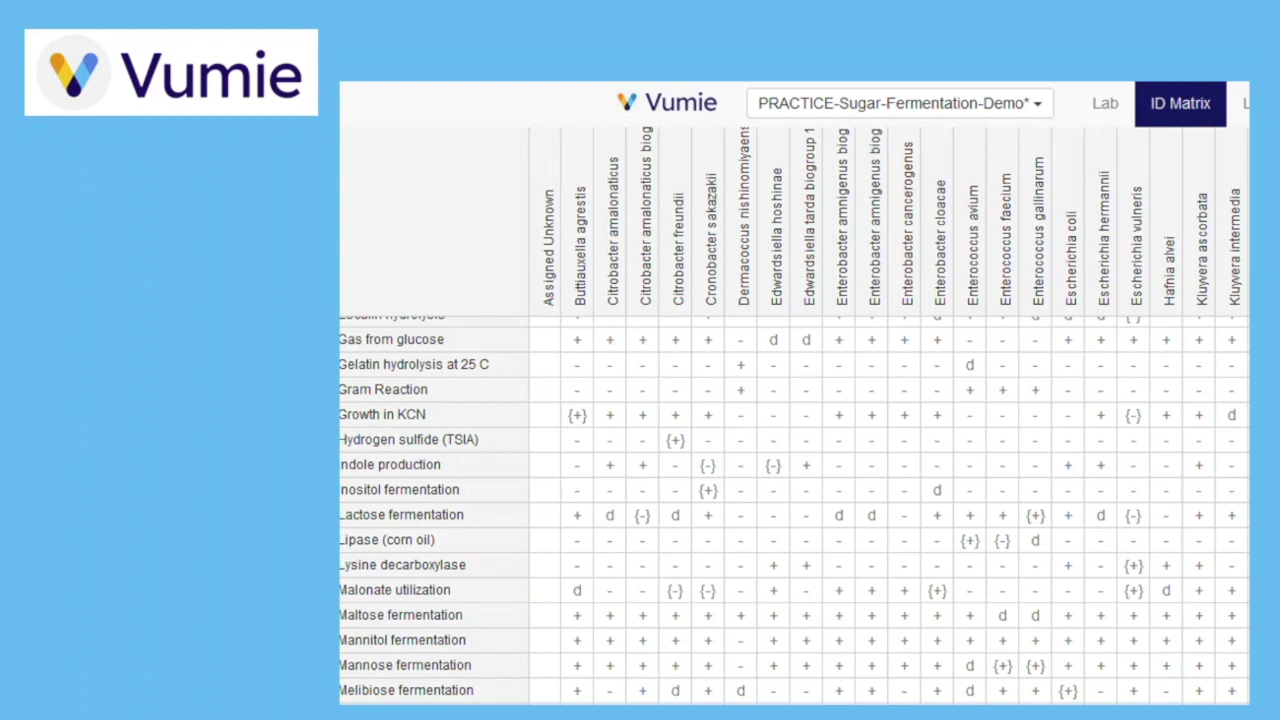 Vumie
Vumie PRACTICE-Sugar-Fermentation-Demo* Lab ID Matrix
Assigned Unknown
Buttiauxella agrestis
Citrobacter amalonaticus
Citrobacter amalonaticus biog
Citrobacter freundii
Cronobacter sakazakii
Dermacoccus nishinomiyaens
Edwardsiella hoshinae
Edwardsiella tarda biogroup 1
Enterobacter amnigenus biog
Enterobacter amnigenus biog
Enterobacter cancerogenus
Enterobacter cloacae
Enterococcus avium
Enterococcus faecium
Enterococcus gallinarum
Escherichia coli
Escherichia hermannii
Escherichia vulneris
Hafnia alvei
Kluyvera ascorbata
Kluyvera intermedia
Gas from glucose + + + + + - d d + + + + - - - + + + + + +
Gelatin hydrolysis at 25 C - - - - - + - - - - - - d - - - - - - - -
Gram Reaction - - - - - + - - - - - - + + + - - - - - -
Growth in KCN {+} + + + + - - - + + + + - - - - + {-} + + d
Hydrogen sulfide (TSIA) - - - {+} - - - - - - - - - - - - - - - - -
ndole production - + + - {-} - {-} + - - - - - - - + + - - + -
nositol fermentation - - - - {+} - - - - - - d - - - - - - - - -
Lactose fermentation + d {-} d + - - - d d - + + + {+} + d {-} - + +
Lipase (corn oil) - - - - - - - - - - - - {+} {-} d - - - - - -
Lysine decarboxylase - - - - - - + + - - - - - - - + - {+} + + -
Malonate utilization d - - {-} {-} - + - + + + {+} - - - - - {+} d + +
Maltose fermentation + + + + + + + + + + + + + d d + + + + + +
Mannitol fermentation + + + + + - + + + + + + + + + + + + + + +
Mannose fermentation + + + + + - + + + + + + d {+} {+} + + + + + +
Melibiose fermentation + - + d + d - - + + - + d + + {+} - + - + +